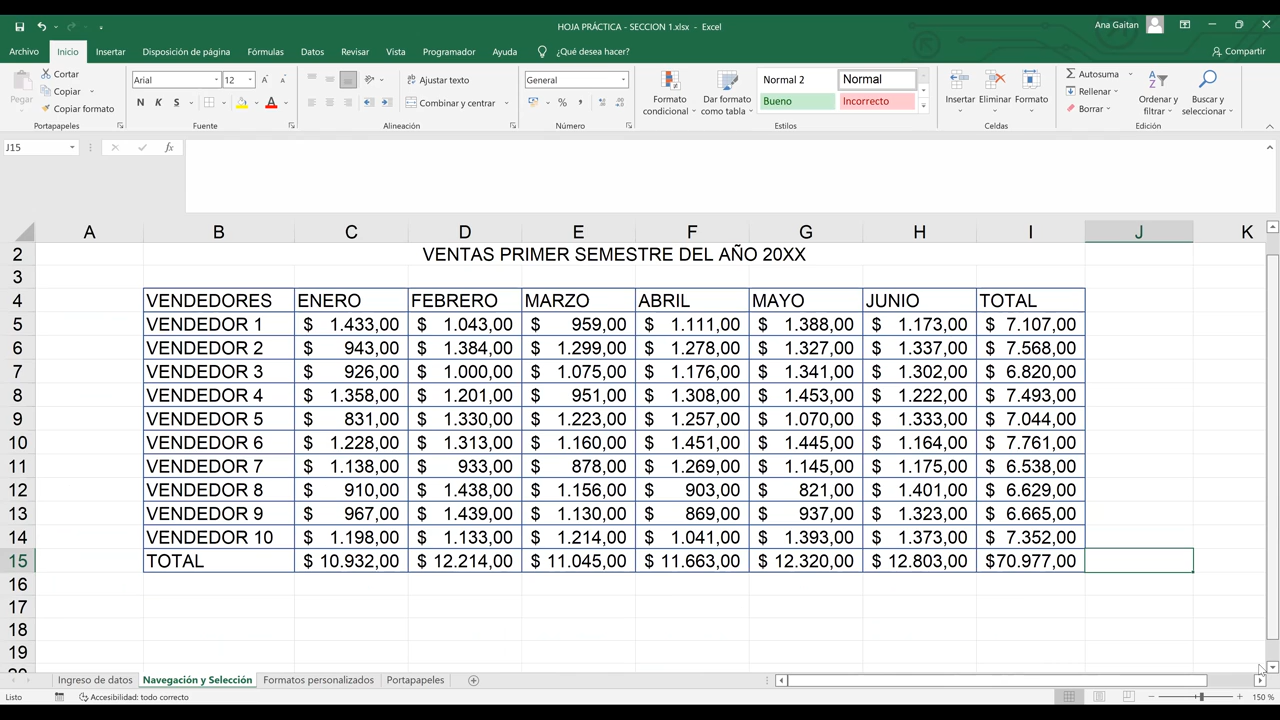 HOJA PRÁCTICA - SECCION 1.xlsx - Excel
Ana Gaitan
Archivo Inicio Insertar Disposición de página Fórmulas Datos Revisar Vista Programador Ayuda ¿Qué desea hacer? Compartir
Pegar
Cortar
Copiar
Copiar formato
Portapapeles
Arial 12
N K S
Fuente
Ajustar texto
Combinar y centrar
Alineación
General
Número
Formato condicional
Dar formato como tabla
Normal 2 Normal
Bueno Incorrecto
Estilos
Insertar Eliminar Formato
Celdas
Autosuma
Rellenar
Borrar
Ordenar y filtrar
Buscar y seleccionar
Edición
J15 fx
A B C D E F G H I J K
2 VENTAS PRIMER SEMESTRE DEL AÑO 20XX
3
4 VENDEDORES ENERO FEBRERO MARZO ABRIL MAYO JUNIO TOTAL
5 VENDEDOR 1 $ 1.433,00 $ 1.043,00 $ 959,00 $ 1.111,00 $ 1.388,00 $ 1.173,00 $ 7.107,00
6 VENDEDOR 2 $ 943,00 $ 1.384,00 $ 1.299,00 $ 1.278,00 $ 1.327,00 $ 1.337,00 $ 7.568,00
7 VENDEDOR 3 $ 926,00 $ 1.000,00 $ 1.075,00 $ 1.176,00 $ 1.341,00 $ 1.302,00 $ 6.820,00
8 VENDEDOR 4 $ 1.358,00 $ 1.201,00 $ 951,00 $ 1.308,00 $ 1.453,00 $ 1.222,00 $ 7.493,00
9 VENDEDOR 5 $ 831,00 $ 1.330,00 $ 1.223,00 $ 1.257,00 $ 1.070,00 $ 1.333,00 $ 7.044,00
10 VENDEDOR 6 $ 1.228,00 $ 1.313,00 $ 1.160,00 $ 1.451,00 $ 1.445,00 $ 1.164,00 $ 7.761,00
11 VENDEDOR 7 $ 1.138,00 $ 933,00 $ 878,00 $ 1.269,00 $ 1.145,00 $ 1.175,00 $ 6.538,00
12 VENDEDOR 8 $ 910,00 $ 1.438,00 $ 1.156,00 $ 903,00 $ 821,00 $ 1.401,00 $ 6.629,00
13 VENDEDOR 9 $ 967,00 $ 1.439,00 $ 1.130,00 $ 869,00 $ 937,00 $ 1.323,00 $ 6.665,00
14 VENDEDOR 10 $ 1.198,00 $ 1.133,00 $ 1.214,00 $ 1.041,00 $ 1.393,00 $ 1.373,00 $ 7.352,00
15 TOTAL $ 10.932,00 $ 12.214,00 $ 11.045,00 $ 11.663,00 $ 12.320,00 $ 12.803,00 $70.977,00
16
17
18
19
Ingreso de datos Navegación y Selección Formatos personalizados Portapapeles
Listo Accesibilidad: todo correcto 150 %